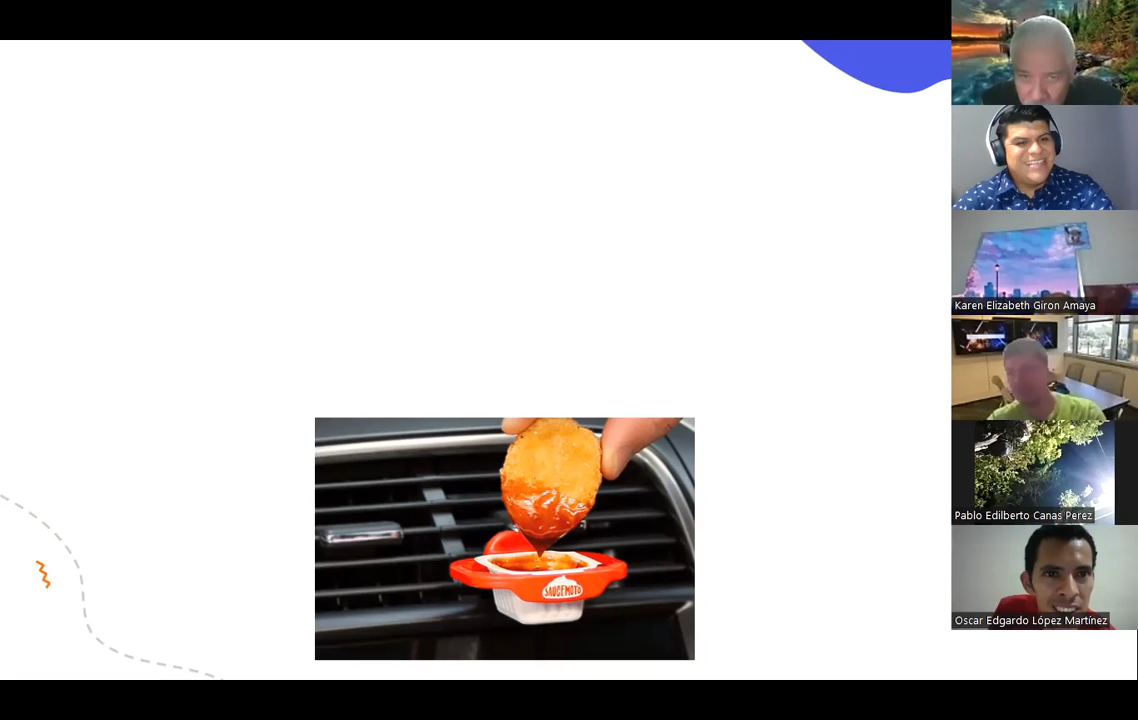 SAUCEMOTO
Karen Elizabeth Giron Amaya
Pablo Edilberto Canas Perez
Oscar Edgardo López Martínez